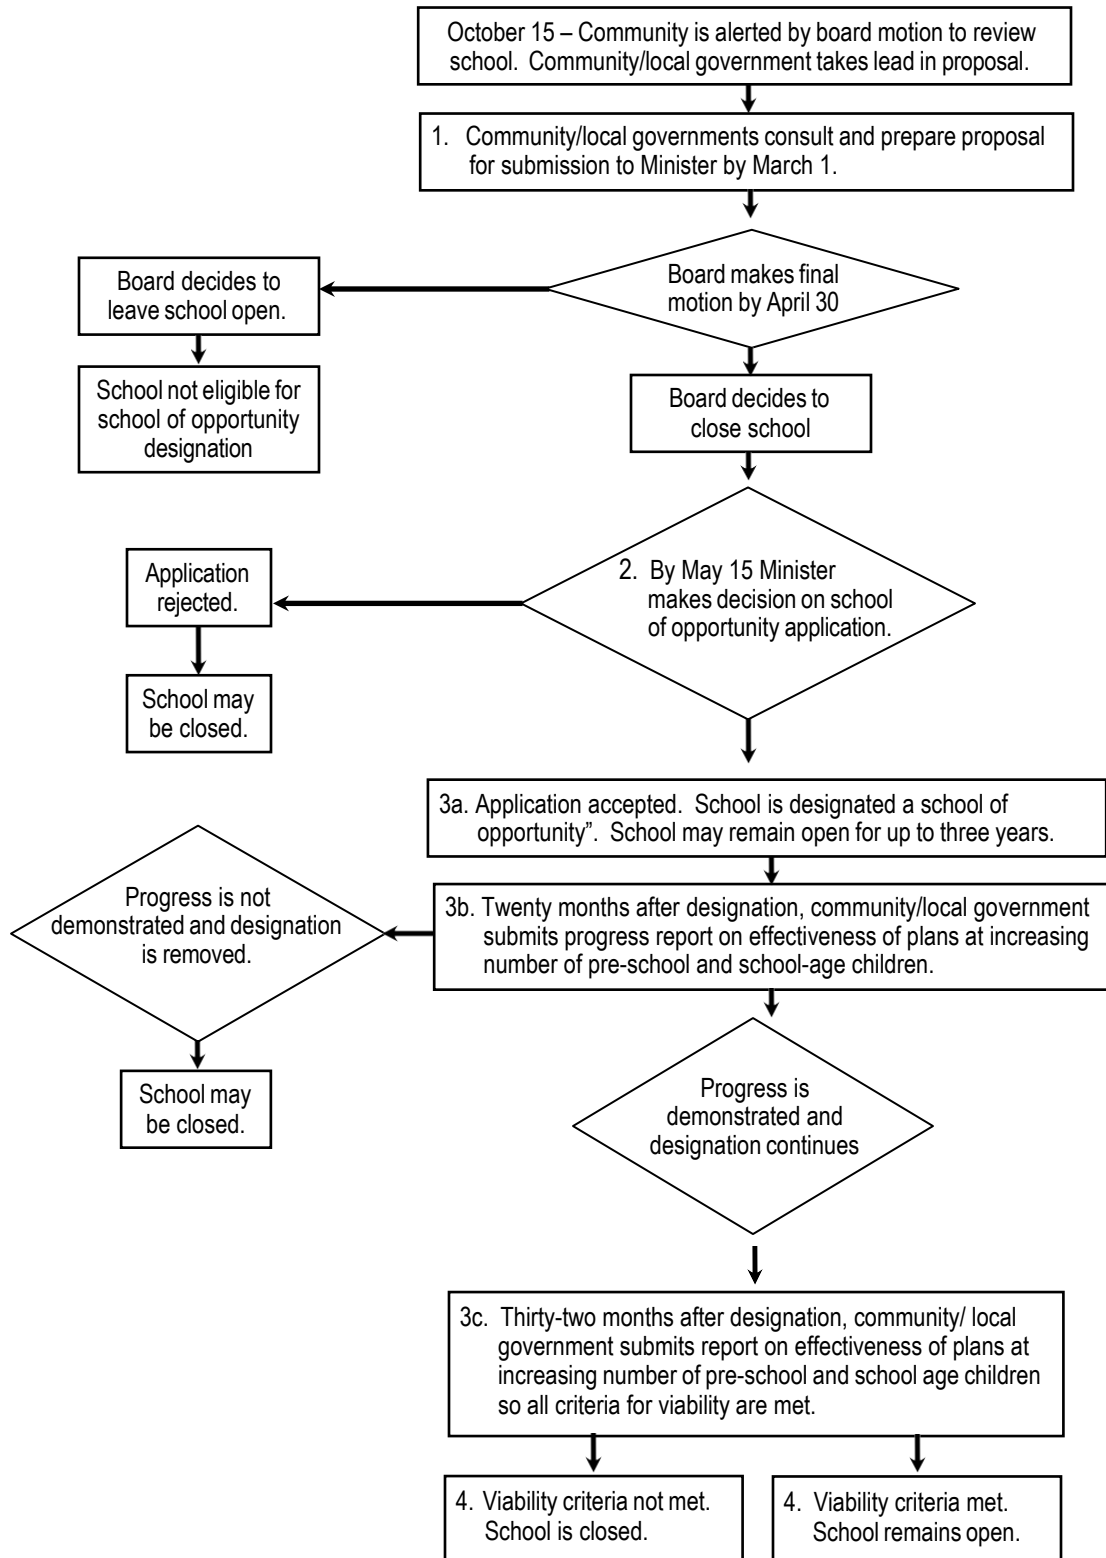 October 15 – Community is alerted by board motion to review
school. Community/local government takes lead in proposal.
1. Community/local governments consult and prepare proposal
for submission to Minister by March 1.
Board makes final
motion by April 30
Board decides to
leave school open.
School not eligible for
school of opportunity
designation
Board decides to
close school
2. By May 15 Minister
makes decision on school
of opportunity application.
Application
rejected.
School may
be closed.
3a. Application accepted. School is designated a school of
opportunity”. School may remain open for up to three years.
3b. Twenty months after designation, community/local government
submits progress report on effectiveness of plans at increasing
number of pre-school and school-age children.
Progress is not
demonstrated and designation
is removed.
School may
be closed.
Progress is
demonstrated and
designation continues
3c. Thirty-two months after designation, community/ local
government submits report on effectiveness of plans at
increasing number of pre-school and school age children
so all criteria for viability are met.
4. Viability criteria not met.
School is closed.
4. Viability criteria met.
School remains open.